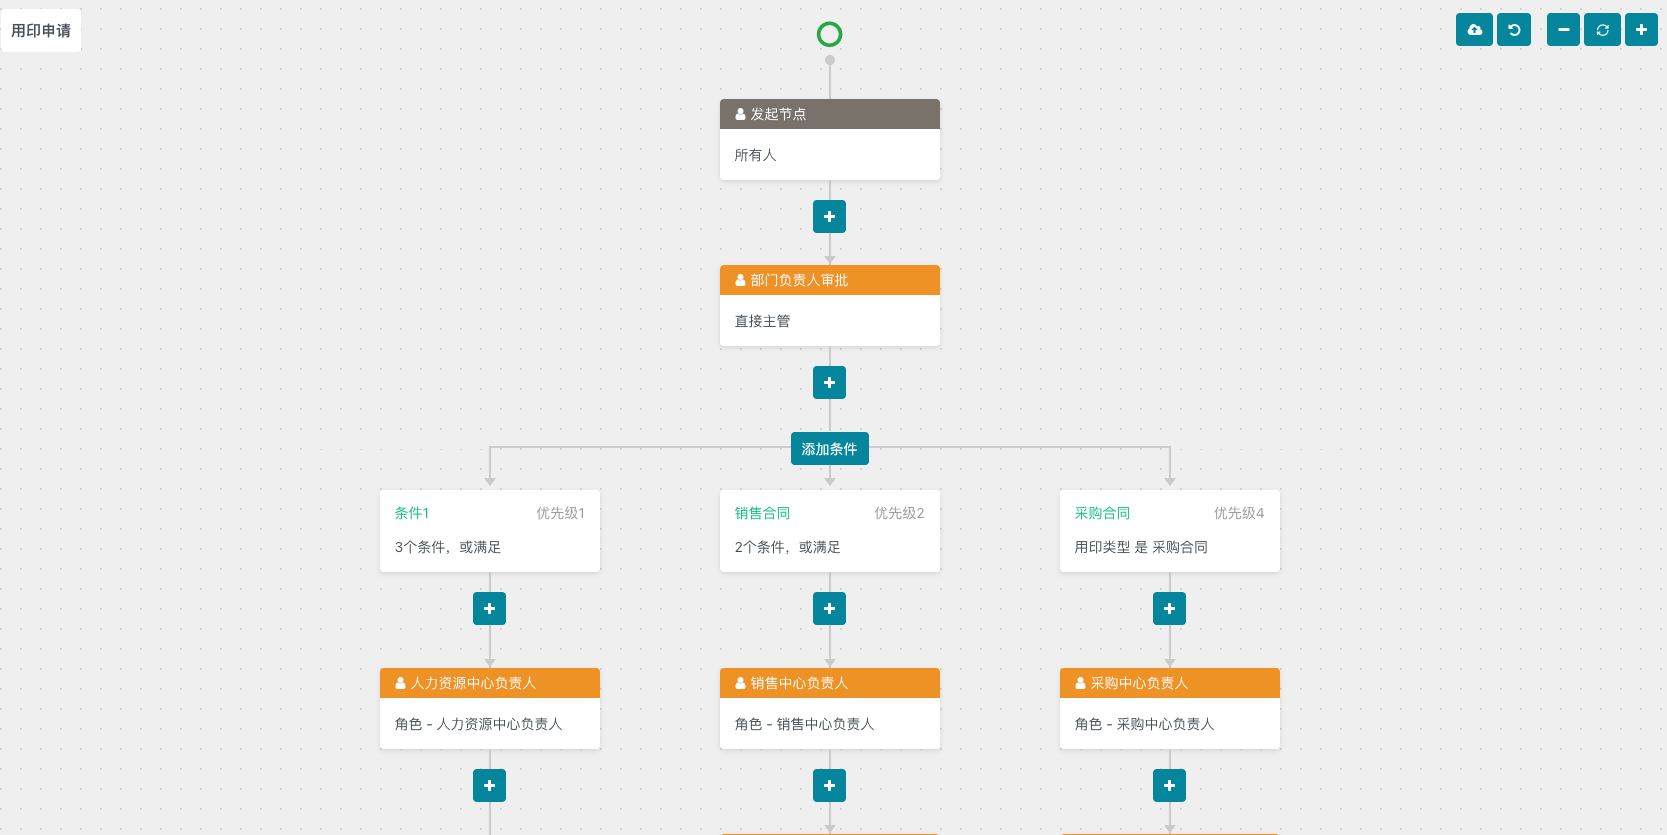 用印申请
发起节点
所有人
部门负责人审批
直接主管
添加条件
条件1 优先级1
3个条件，或满足
销售合同 优先级2
2个条件，或满足
采购合同 优先级4
用印类型 是 采购合同
人力资源中心负责人
角色 - 人力资源中心负责人
销售中心负责人
角色 - 销售中心负责人
采购中心负责人
角色 - 采购中心负责人